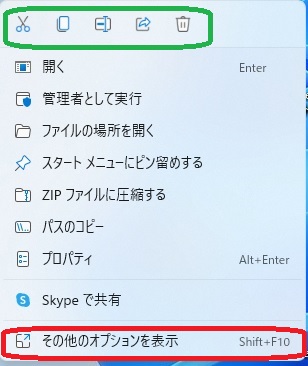 開く Enter
管理者として実行
ファイルの場所を開く
スタート メニューにピン留めする
ZIP ファイルに圧縮する
パスのコピー
プロパティ Alt+Enter
Skype で共有
その他のオプションを表示 Shift+F10